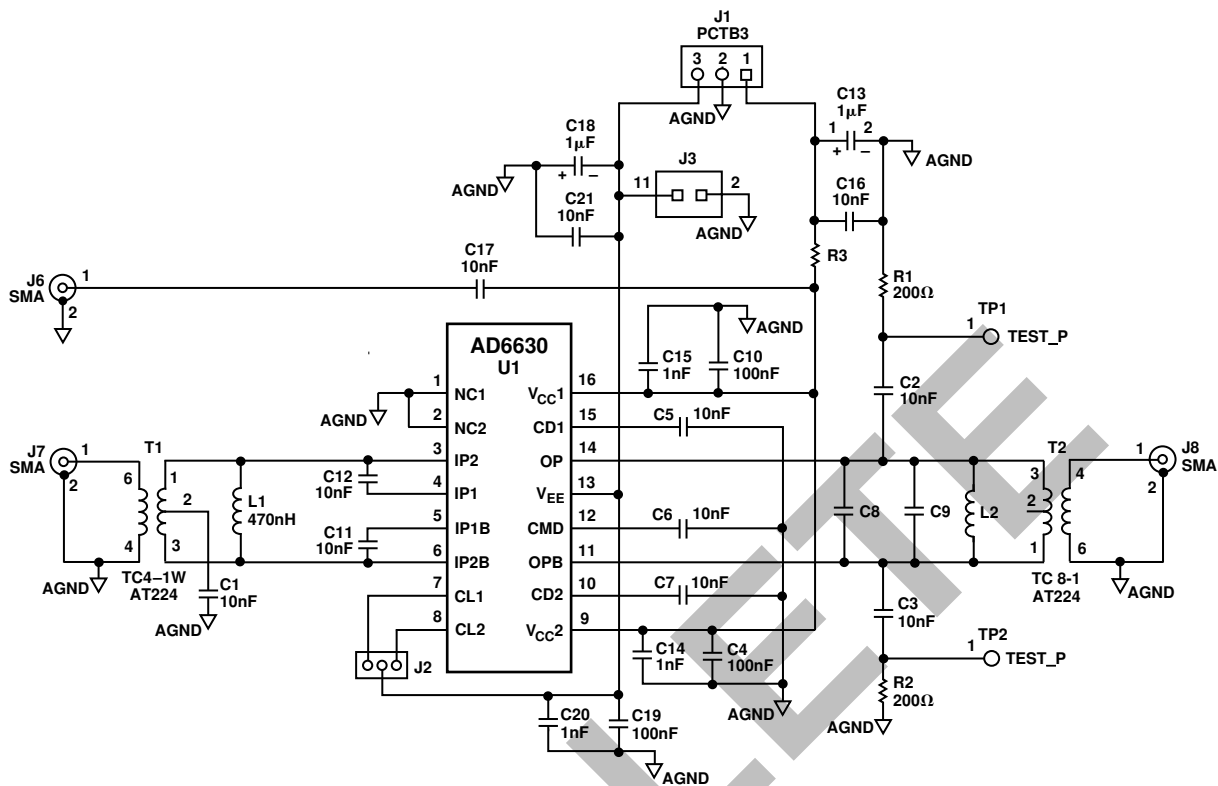 J1
PCTB3
3 2 1
AGND
C13
1µF
1 2
+ −
AGND
C18
1µF
+ −
AGND
J3
11 2
AGND
C21
10nF
C16
10nF
R3
C17
10nF
J6
SMA
1
2
R1
200Ω
TP1
1 TEST_P
AGND
C15
1nF
C10
100nF
C2
10nF
AD6630
U1
AGND
1 NC1
2 NC2
3 IP2
4 IP1
5 IP1B
6 IP2B
7 CL1
8 CL2
VCC1 16
CD1 15
OP 14
VEE 13
CMD 12
OPB 11
CD2 10
VCC2 9
J7
SMA
1
2
T1
6 1
2
4 3
AGND
TC4–1W
AT224
C1
10nF
AGND
L1
470nH
C12
10nF
C11
10nF
J2
C5 10nF
C6 10nF
C7 10nF
C14
1nF
C4
100nF
AGND
C20
1nF
C19
100nF
AGND
C8
C9
L2
T2
3 4
2
1 6
TC 8-1
AT224
J8
SMA
1
2
AGND
C3
10nF
TP2
1 TEST_P
R2
200Ω
AGND